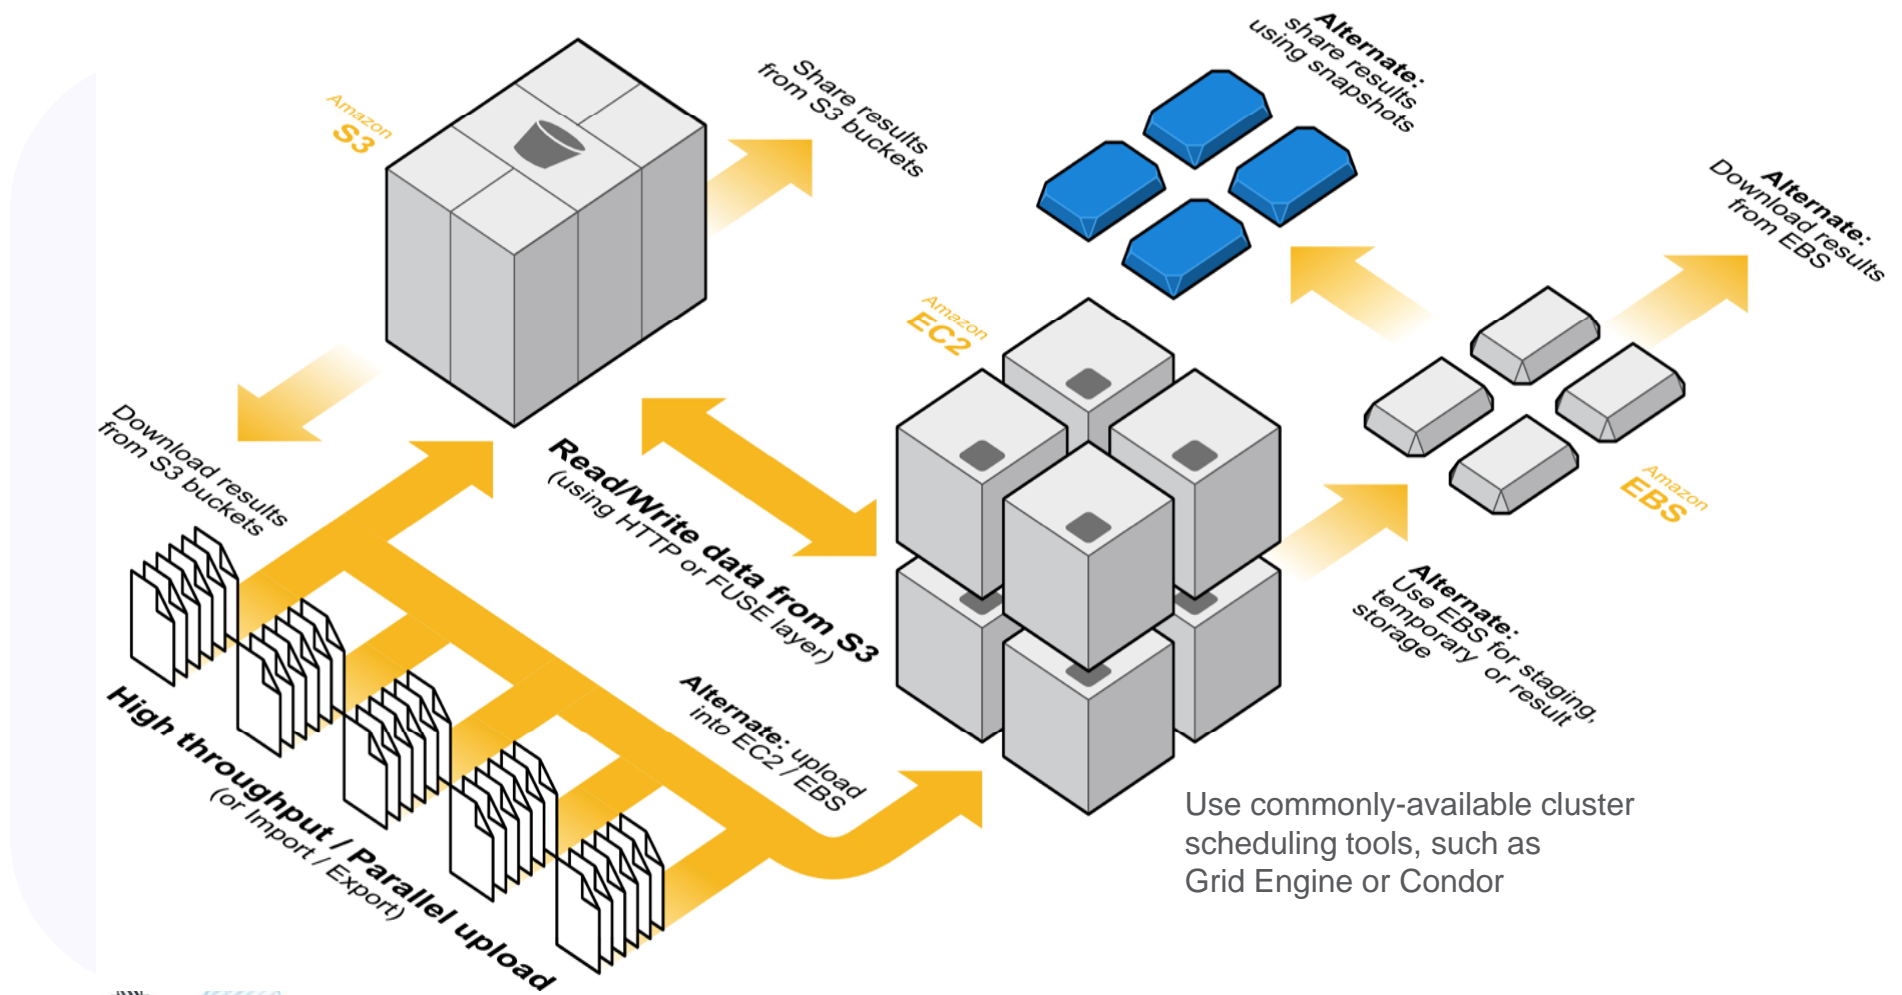 Amazon
S3
Share results
from S3 buckets
Alternate:
share results
using snapshots
Alternate:
Download results
from EBS
Amazon
EC2
Download results
from S3 buckets
Read/Write data from S3
(using HTTP or FUSE layer)
Amazon
EBS
Alternate:
Use EBS for staging,
temporary or result
storage
Alternate: upload
into EC2 / EBS
High throughput / Parallel upload
(or Import / Export)
Use commonly-available cluster
scheduling tools, such as
Grid Engine or Condor